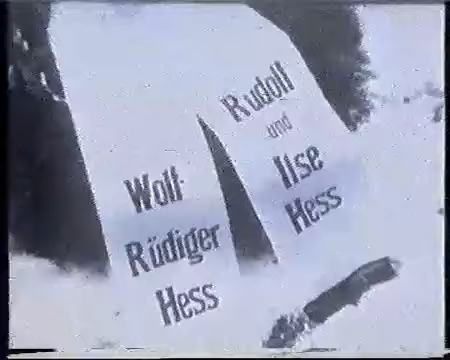 Wolf-
Rüdiger
Hess
Rudolf
und
Ilse
Hess